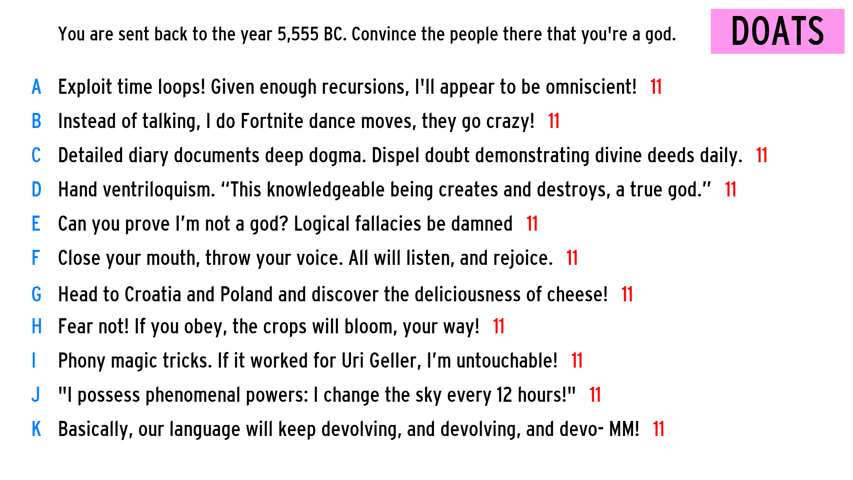 You are sent back to the year 5,555 BC. Convince the people there that you're a god.
DOATS
A Exploit time loops! Given enough recursions, I'll appear to be omniscient! 11
B Instead of talking, I do Fortnite dance moves, they go crazy! 11
C Detailed diary documents deep dogma. Dispel doubt demonstrating divine deeds daily. 11
D Hand ventriloquism. “This knowledgeable being creates and destroys, a true god.” 11
E Can you prove I’m not a god? Logical fallacies be damned 11
F Close your mouth, throw your voice. All will listen, and rejoice. 11
G Head to Croatia and Poland and discover the deliciousness of cheese! 11
H Fear not! If you obey, the crops will bloom, your way! 11
I Phony magic tricks. If it worked for Uri Geller, I’m untouchable! 11
J "I possess phenomenal powers: I change the sky every 12 hours!" 11
K Basically, our language will keep devolving, and devolving, and devo- MM! 11